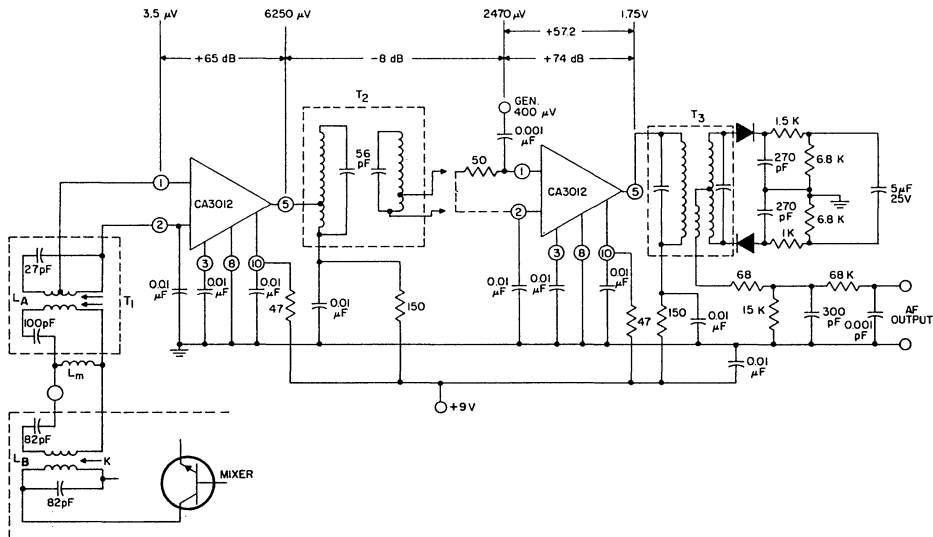 3.5 μV
6250 μV
2470 μV
1.75V
+57.2
+65 dB
-8 dB
+74 dB
T2
GEN.
400 μV
0.001
μF
T3
1.5 K
56
pF
50
270
pF
6.8 K
5μF
25V
1
2
CA3012
5
1
2
CA3012
5
270
pF
6.8 K
1K
3
8
10
3
8
10
27pF
LA
T1
100pF
0.01
μF
0.01
μF
0.01
μF
47
0.01
μF
150
0.01
μF
0.01
μF
0.01
μF
47
150
0.01
μF
68
68 K
15 K
300
pF
0.001
pF
AF
OUTPUT
Lm
0.01
μF
+9V
82pF
LB
K
82pF
MIXER